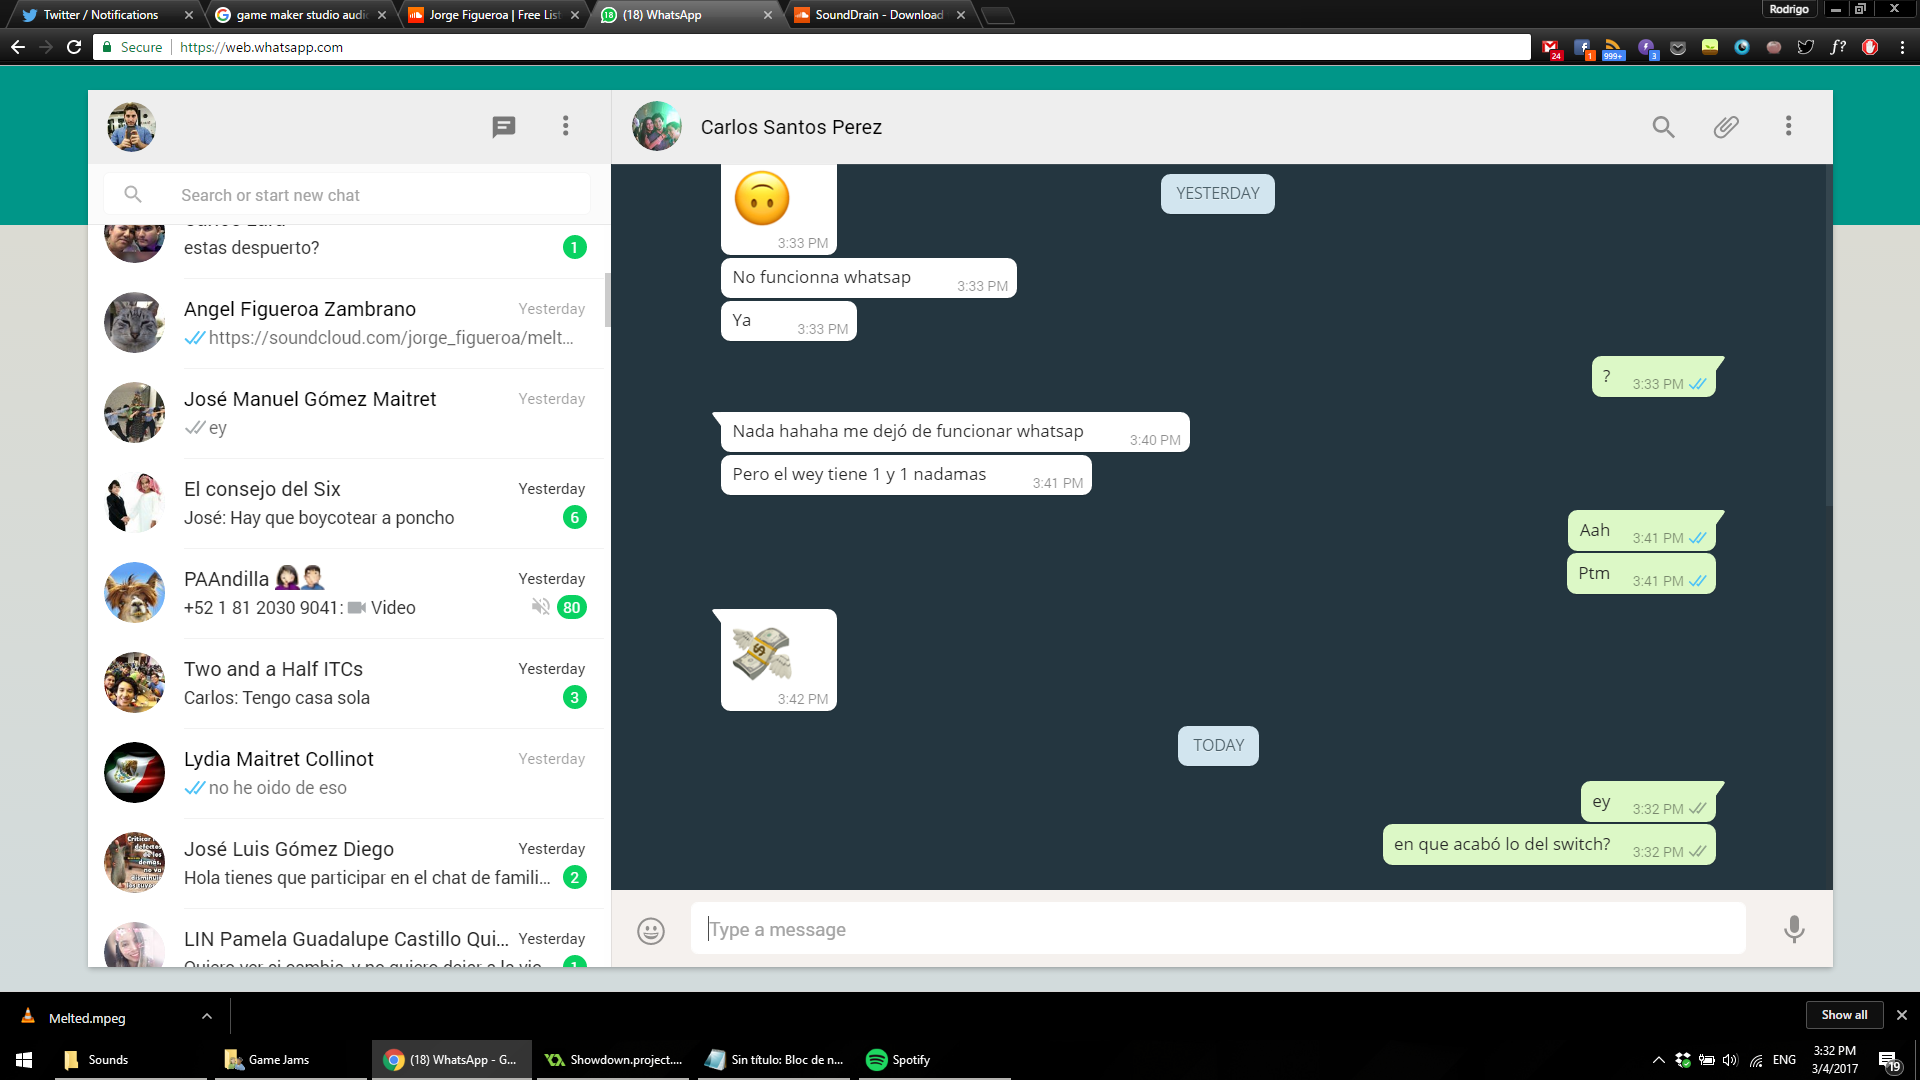 Twitter / Notifications
game maker studio audio
Jorge Figueroa | Free Lis
(18) WhatsApp
SoundDrain - Download
Rodrigo
Secure
https://web.whatsapp.com
24
1
999+
3
f?
Carlos Santos Perez
Search or start new chat
estas despuerto?
1
Angel Figueroa Zambrano
Yesterday
https://soundcloud.com/jorge_figueroa/melt...
José Manuel Gómez Maitret
Yesterday
ey
El consejo del Six
Yesterday
José: Hay que boycotear a poncho
6
PAAndilla
Yesterday
+52 1 81 2030 9041: Video
80
Two and a Half ITCs
Yesterday
Carlos: Tengo casa sola
3
Lydia Maitret Collinot
Yesterday
no he oido de eso
José Luis Gómez Diego
Yesterday
Hola tienes que participar en el chat de famili...
2
LIN Pamela Guadalupe Castillo Qui...
Yesterday
1
YESTERDAY
3:33 PM
No funcionna whatsap
3:33 PM
Ya
3:33 PM
?
3:33 PM
Nada hahaha me dejó de funcionar whatsap
3:40 PM
Pero el wey tiene 1 y 1 nadamas
3:41 PM
Aah
3:41 PM
Ptm
3:41 PM
3:42 PM
TODAY
ey
3:32 PM
en que acabó lo del switch?
3:32 PM
Type a message
Melted.mpeg
Show all
Sounds
Game Jams
(18) WhatsApp - G...
Showdown.project....
Sin título: Bloc de n...
Spotify
ENG
3:32 PM
3/4/2017
19